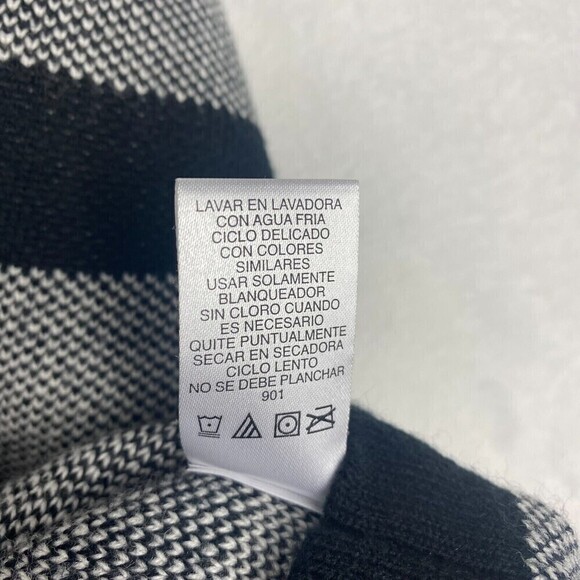 LAVAR EN LAVADORA
CON AGUA FRIA
CICLO DELICADO
CON COLORES
SIMILARES
USAR SOLAMENTE
BLANQUEADOR
SIN CLORO CUANDO
ES NECESARIO
QUITE PUNTUALMENTE
SECAR EN SECADORA
CICLO LENTO
NO SE DEBE PLANCHAR
901